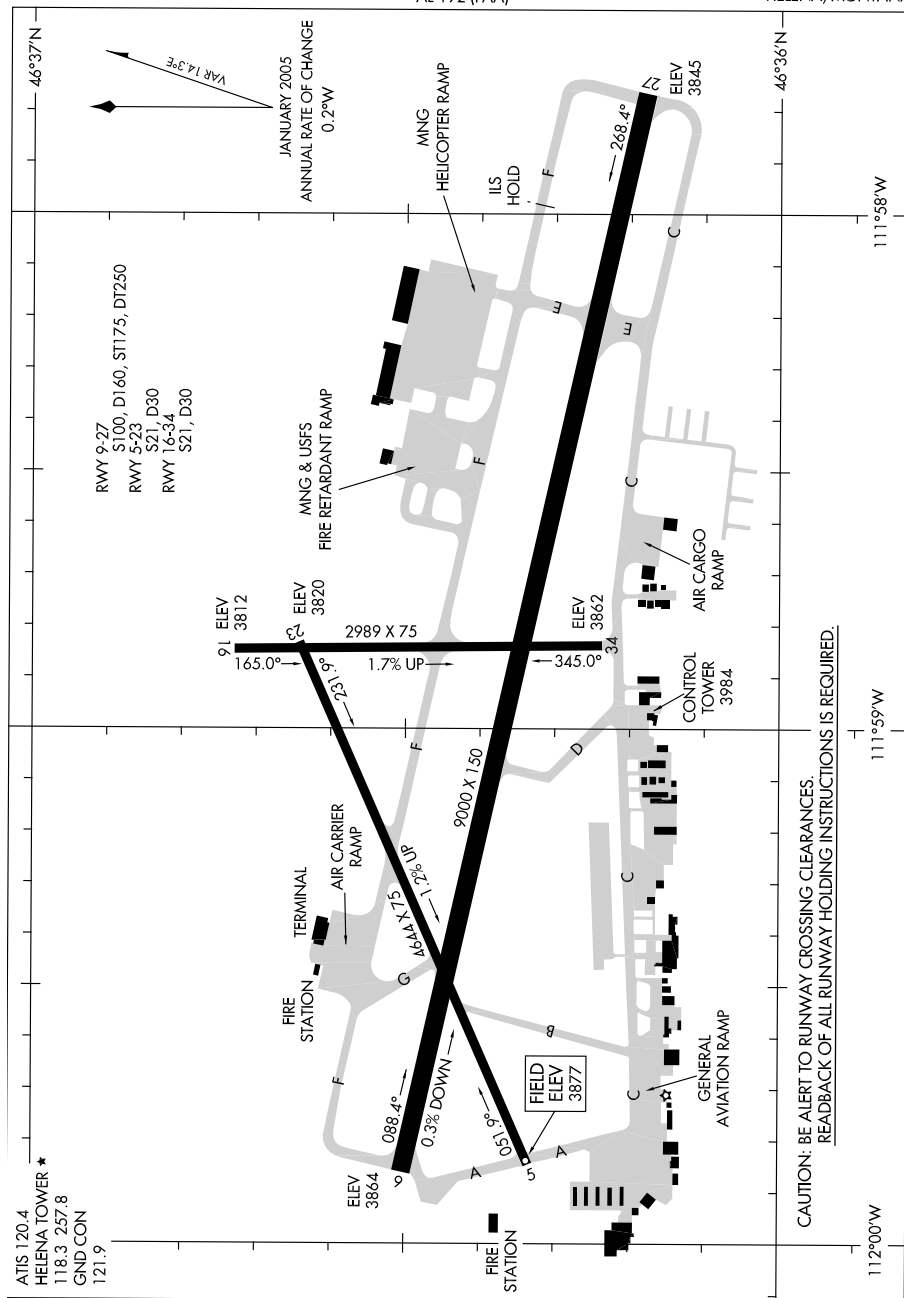 HELENA, MONTANA
AL-192 (FAA)
ATIS 120.4
HELENA TOWER ★
118.3 257.8
GND CON
121.9
RWY 9-27
S100, D160, ST175, DT250
RWY 5-23
S21, D30
RWY 16-34
S21, D30
JANUARY 2005
ANNUAL RATE OF CHANGE
0.2°W
VAR 14.3°E
46°37'N
46°36'N
MNG
HELICOPTER RAMP
ILS
HOLD
MNG & USFS
FIRE RETARDANT RAMP
16
ELEV
3812
23
ELEV
3820
165.0°
2989 X 75
1.7% UP
345.0°
ELEV
3862
34
231.9°
TERMINAL
AIR CARRIER
RAMP
FIRE
STATION
4644 X 75
1.2% UP
9000 X 150
268.4°
27
ELEV
3845
088.4°
0.3% DOWN
ELEV
3864
9
051.9°
5
FIELD
ELEV
3877
FIRE
STATION
GENERAL
AVIATION RAMP
CONTROL
TOWER
3984
AIR CARGO
RAMP
F
F
F
F
G
E
E
D
B
A
A
C
C
C
C
CAUTION: BE ALERT TO RUNWAY CROSSING CLEARANCES.
READBACK OF ALL RUNWAY HOLDING INSTRUCTIONS IS REQUIRED.
112°00'W
111°59'W
111°58'W